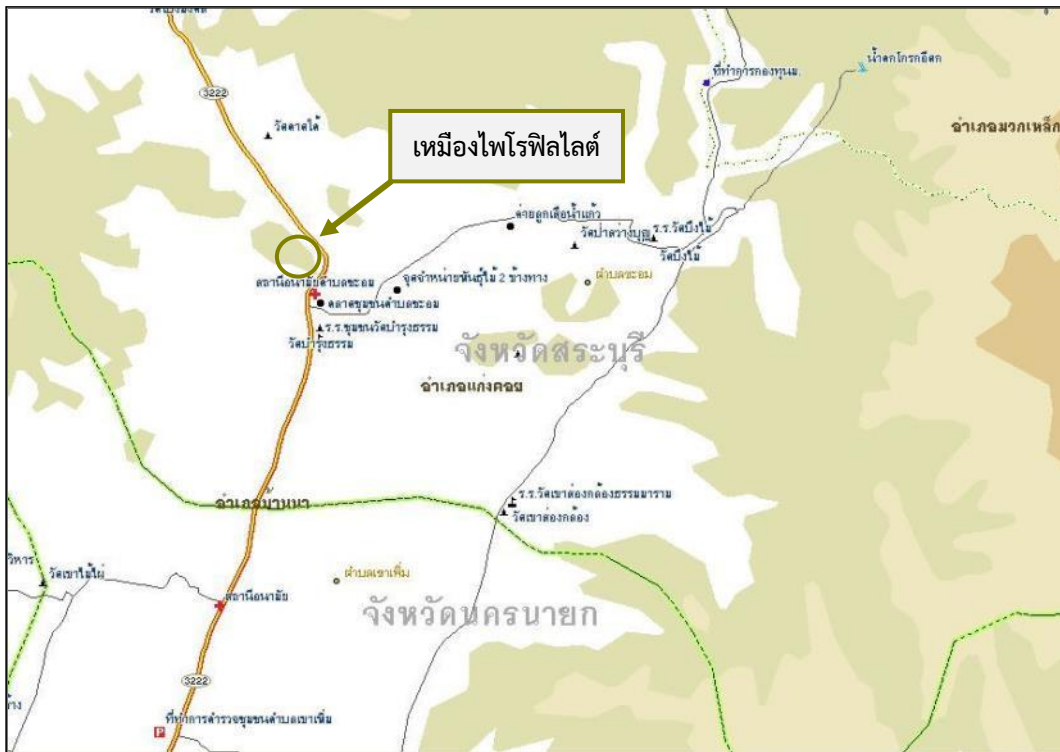 น้ำตกโกรกอีดก
ที่ทำการกองทุนม.
3222
วัดตาดใต้
อำเภอมวกเหล็ก
เหมืองไพโรฟิลไลต์
ค่ายลูกเสือน้ำแก้ว
ร.ร.วัดบึงไม้
วัดป่าสว่างบุญ
วัดบึงไม้
สถานีอนามัยตำบลชะอม
จุดจำหน่ายพันธุ์ไม้ 2 ข้างทาง
ตำบลชะอม
ตลาดชุมชนตำบลชะอม
ร.ร.ชุมชนวัดบำรุงธรรม
วัดบำรุงธรรม
จังหวัดสระบุรี
อำเภอแก่งคอย
ร.ร.วัดเขาส่องกล้องธรรมมาราม
อำเภอบ้านนา
วัดเขาส่องกล้อง
วิหาร
วัดเขาไม้ไผ่
ตำบลเขาเพิ่ม
สถานีอนามัย
จังหวัดนครนายก
3222
ที่ทำการตำรวจชุมชนตำบลเขาเพิ่ม
P